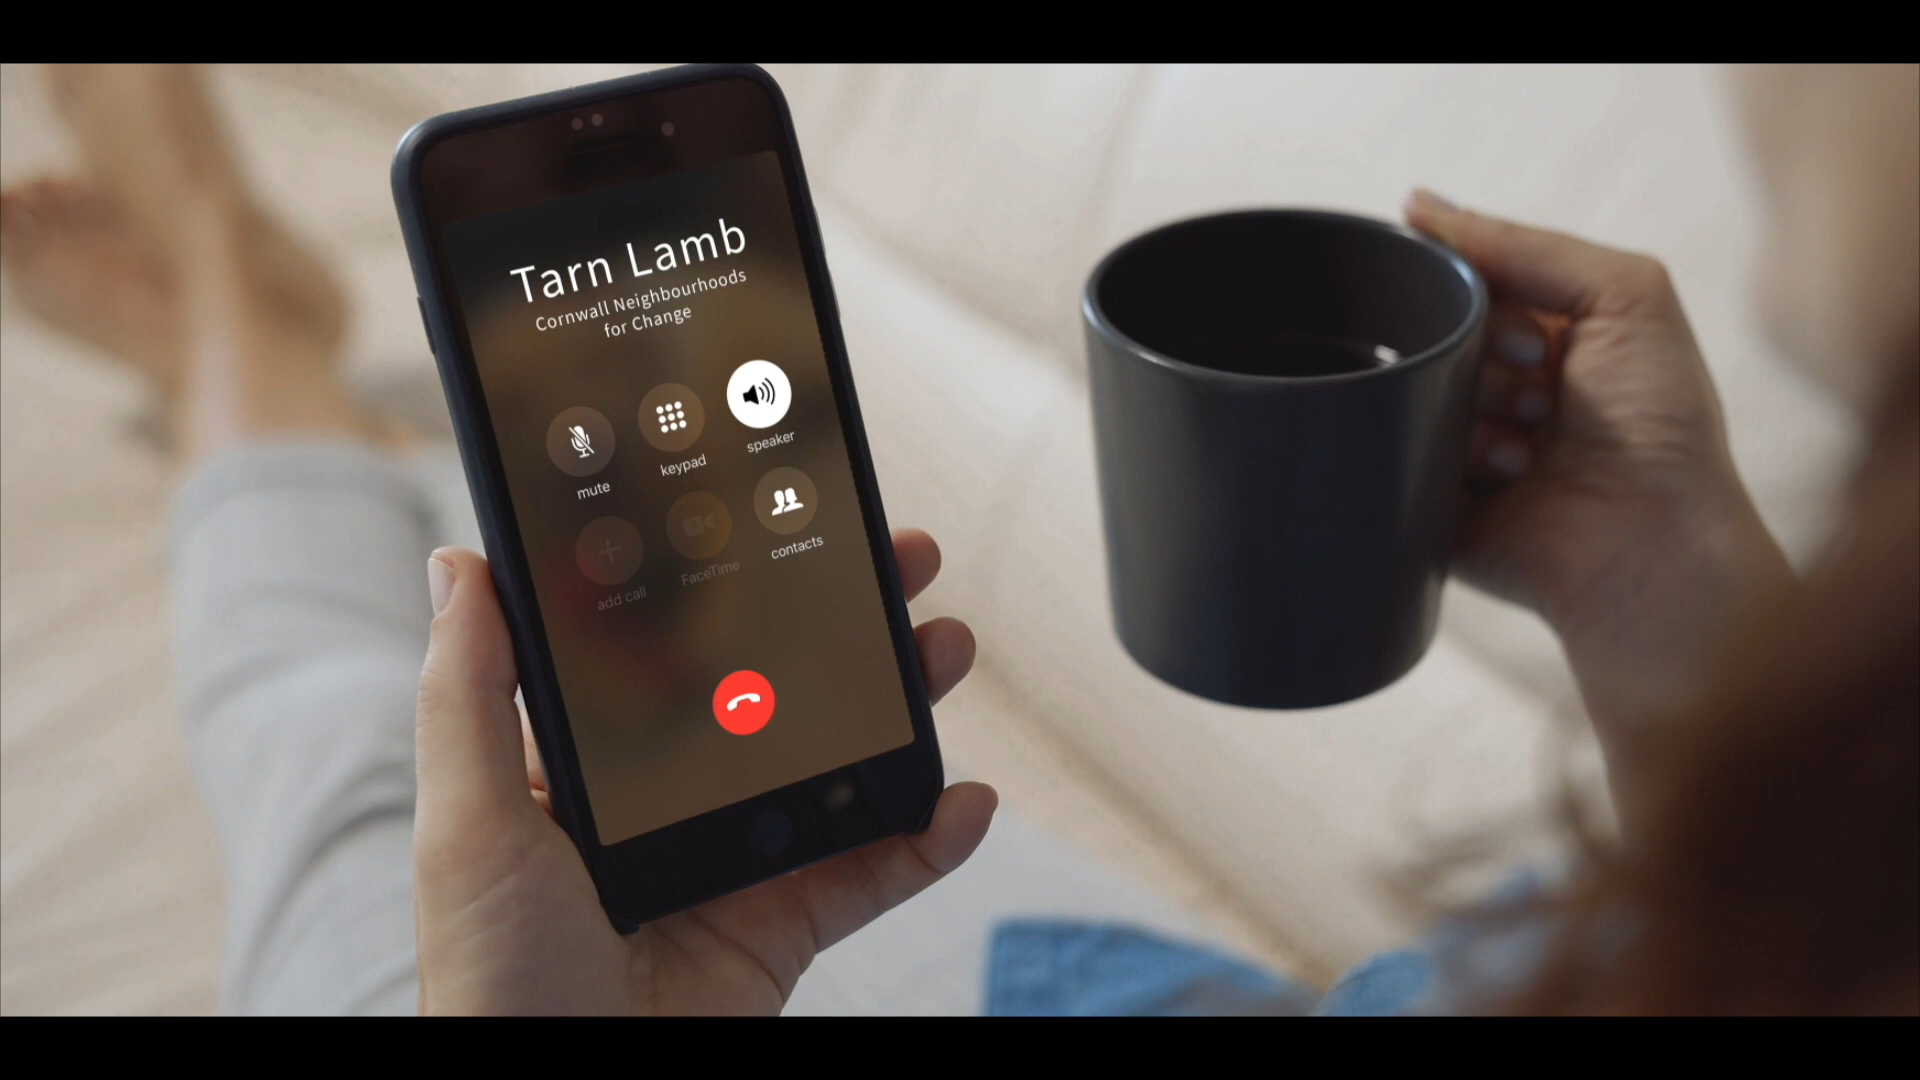 Tarn Lamb
Cornwall Neighbourhoods
for Change
mute
keypad
speaker
add call
FaceTime
contacts